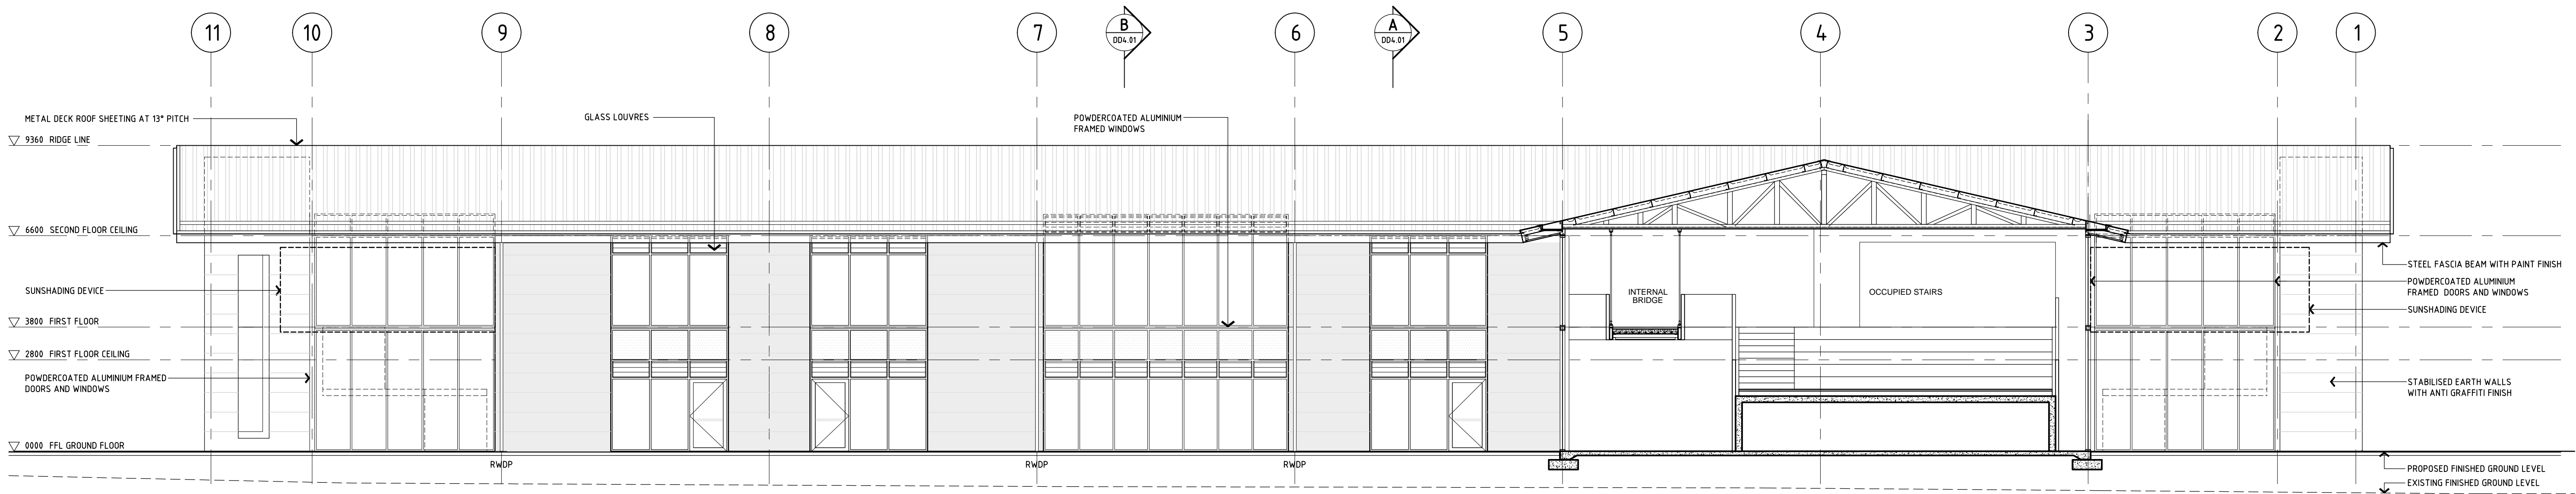 11
10
9
8
7
B
DD4.01
6
A
DD4.01
5
4
3
2
1
METAL DECK ROOF SHEETING AT 13° PITCH
GLASS LOUVRES
POWDERCOATED ALUMINIUM
FRAMED WINDOWS
9360 RIDGE LINE
6600 SECOND FLOOR CEILING
STEEL FASCIA BEAM WITH PAINT FINISH
POWDERCOATED ALUMINIUM
FRAMED DOORS AND WINDOWS
SUNSHADING DEVICE
INTERNAL
BRIDGE
OCCUPIED STAIRS
SUNSHADING DEVICE
3800 FIRST FLOOR
2800 FIRST FLOOR CEILING
POWDERCOATED ALUMINIUM FRAMED
DOORS AND WINDOWS
STABILISED EARTH WALLS
WITH ANTI GRAFFITI FINISH
0000 FFL GROUND FLOOR
RWDP
RWDP
RWDP
PROPOSED FINISHED GROUND LEVEL
EXISTING FINISHED GROUND LEVEL